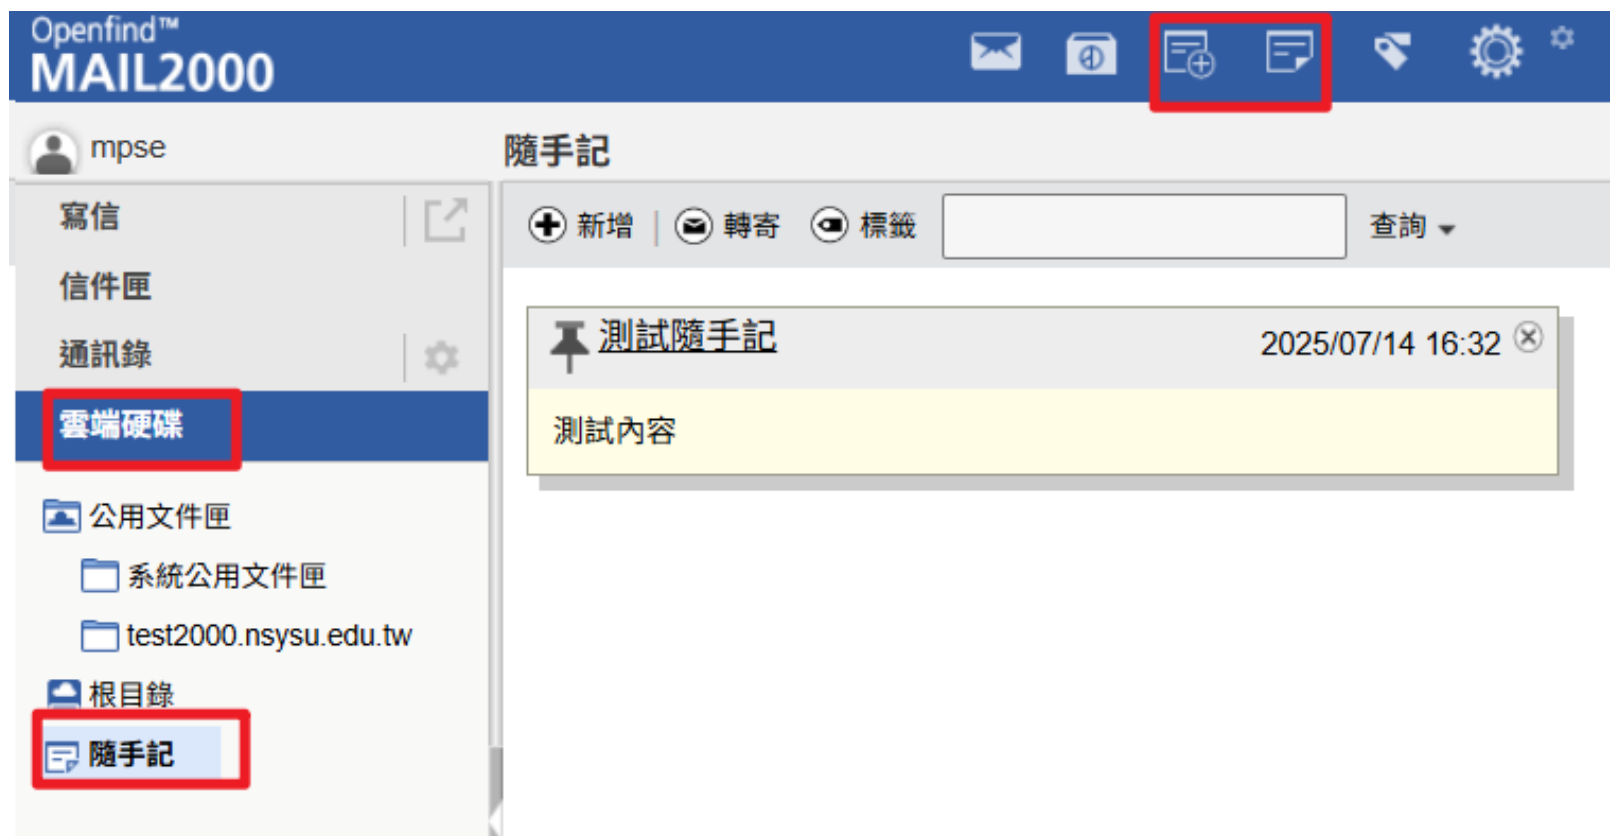 Openfind™
MAIL2000
mpse
隨手記
寫信
信件匣
通訊錄
雲端硬碟
公用文件匣
系統公用文件匣
test2000.nsysu.edu.tw
根目錄
隨手記
新增 | 轉寄 標籤 查詢
測試隨手記 2025/07/14 16:32
測試內容